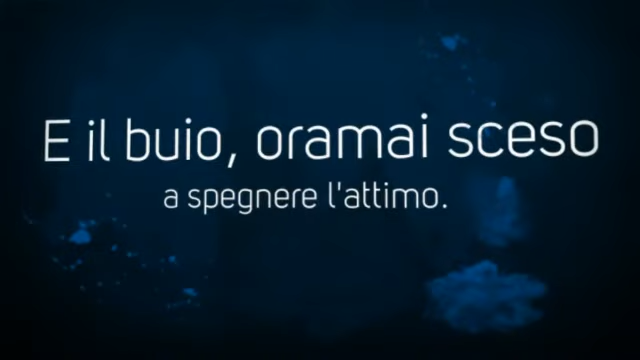 E il buio, oramai sceso
a spegnere l'attimo.